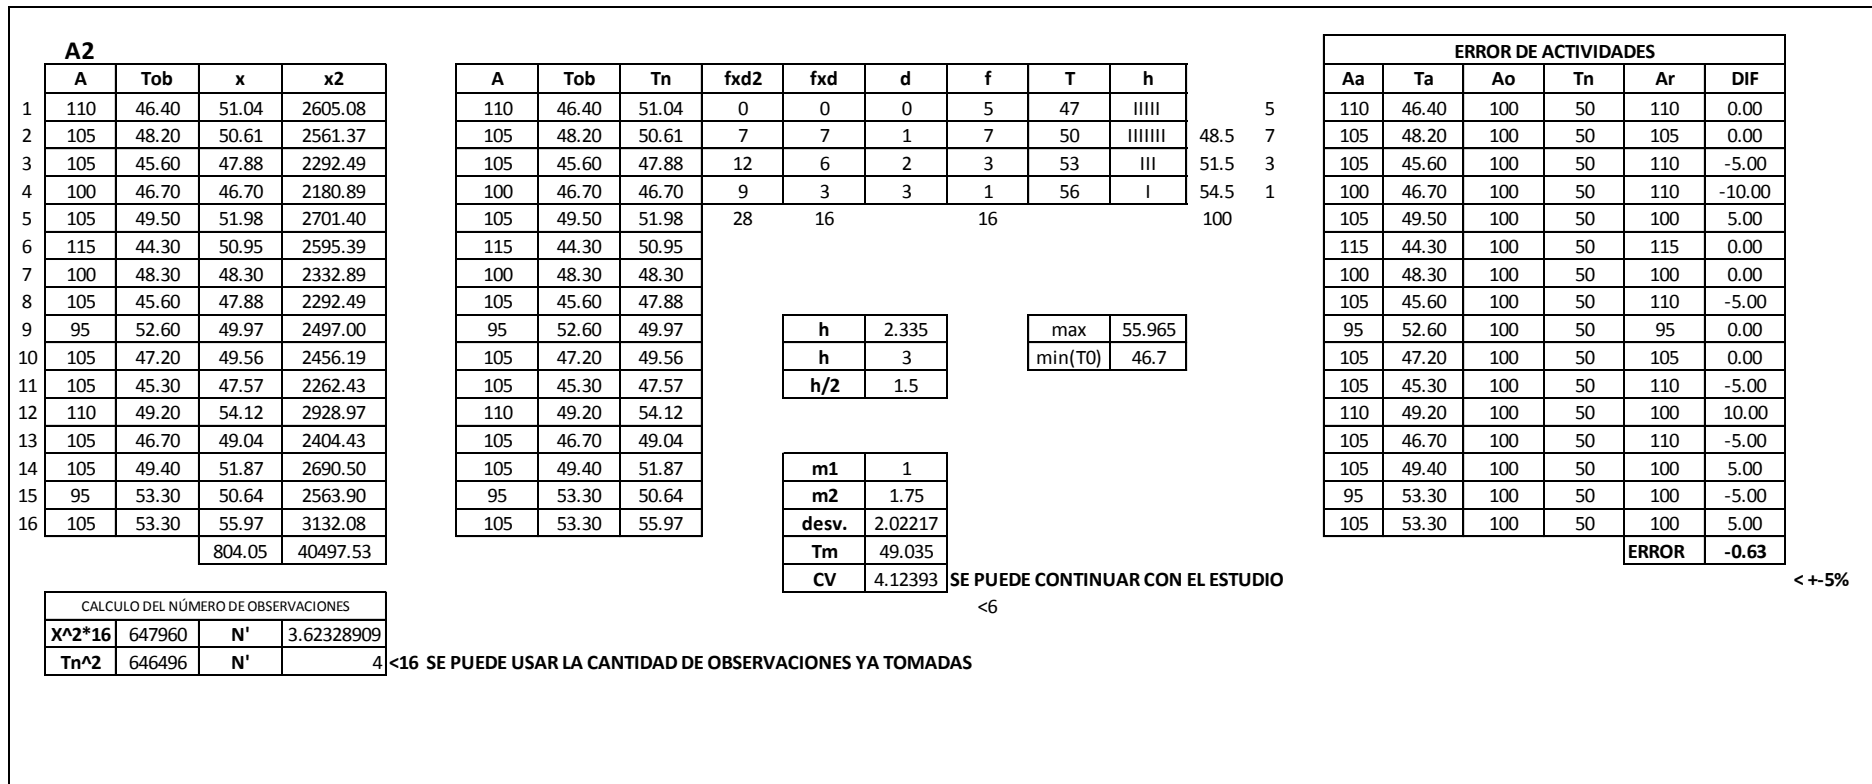 A2 ERROR DE ACTIVIDADES
A Tob x x2 A Tob Tn fxd2 fxd d f T h Aa Ta Ao Tn Ar DIF
1 110 46.40 51.04 2605.08 110 46.40 51.04 0 0 0 5 47 IIIII 5 110 46.40 100 50 110 0.00
2 105 48.20 50.61 2561.37 105 48.20 50.61 7 7 1 7 50 IIIIIII 48.5 7 105 48.20 100 50 105 0.00
3 105 45.60 47.88 2292.49 105 45.60 47.88 12 6 2 3 53 III 51.5 3 105 45.60 100 50 110 -5.00
4 100 46.70 46.70 2180.89 100 46.70 46.70 9 3 3 1 56 I 54.5 1 100 46.70 100 50 110 -10.00
5 105 49.50 51.98 2701.40 105 49.50 51.98 28 16 16 100 105 49.50 100 50 100 5.00
6 115 44.30 50.95 2595.39 115 44.30 50.95 115 44.30 100 50 115 0.00
7 100 48.30 48.30 2332.89 100 48.30 48.30 100 48.30 100 50 100 0.00
8 105 45.60 47.88 2292.49 105 45.60 47.88 105 45.60 100 50 110 -5.00
9 95 52.60 49.97 2497.00 95 52.60 49.97 h 2.335 max 55.965 95 52.60 100 50 95 0.00
10 105 47.20 49.56 2456.19 105 47.20 49.56 h 3 min(T0) 46.7 105 47.20 100 50 105 0.00
11 105 45.30 47.57 2262.43 105 45.30 47.57 h/2 1.5 105 45.30 100 50 110 -5.00
12 110 49.20 54.12 2928.97 110 49.20 54.12 110 49.20 100 50 100 10.00
13 105 46.70 49.04 2404.43 105 46.70 49.04 105 46.70 100 50 110 -5.00
14 105 49.40 51.87 2690.50 105 49.40 51.87 m1 1 105 49.40 100 50 100 5.00
15 95 53.30 50.64 2563.90 95 53.30 50.64 m2 1.75 95 53.30 100 50 100 -5.00
16 105 53.30 55.97 3132.08 105 53.30 55.97 desv. 2.02217 105 53.30 100 50 100 5.00
804.05 40497.53 Tm 49.035 ERROR -0.63
CV 4.12393 SE PUEDE CONTINUAR CON EL ESTUDIO < +-5%
CALCULO DEL NÚMERO DE OBSERVACIONES <6
X^2*16 647960 N' 3.62328909
Tn^2 646496 N' 4 <16 SE PUEDE USAR LA CANTIDAD DE OBSERVACIONES YA TOMADAS